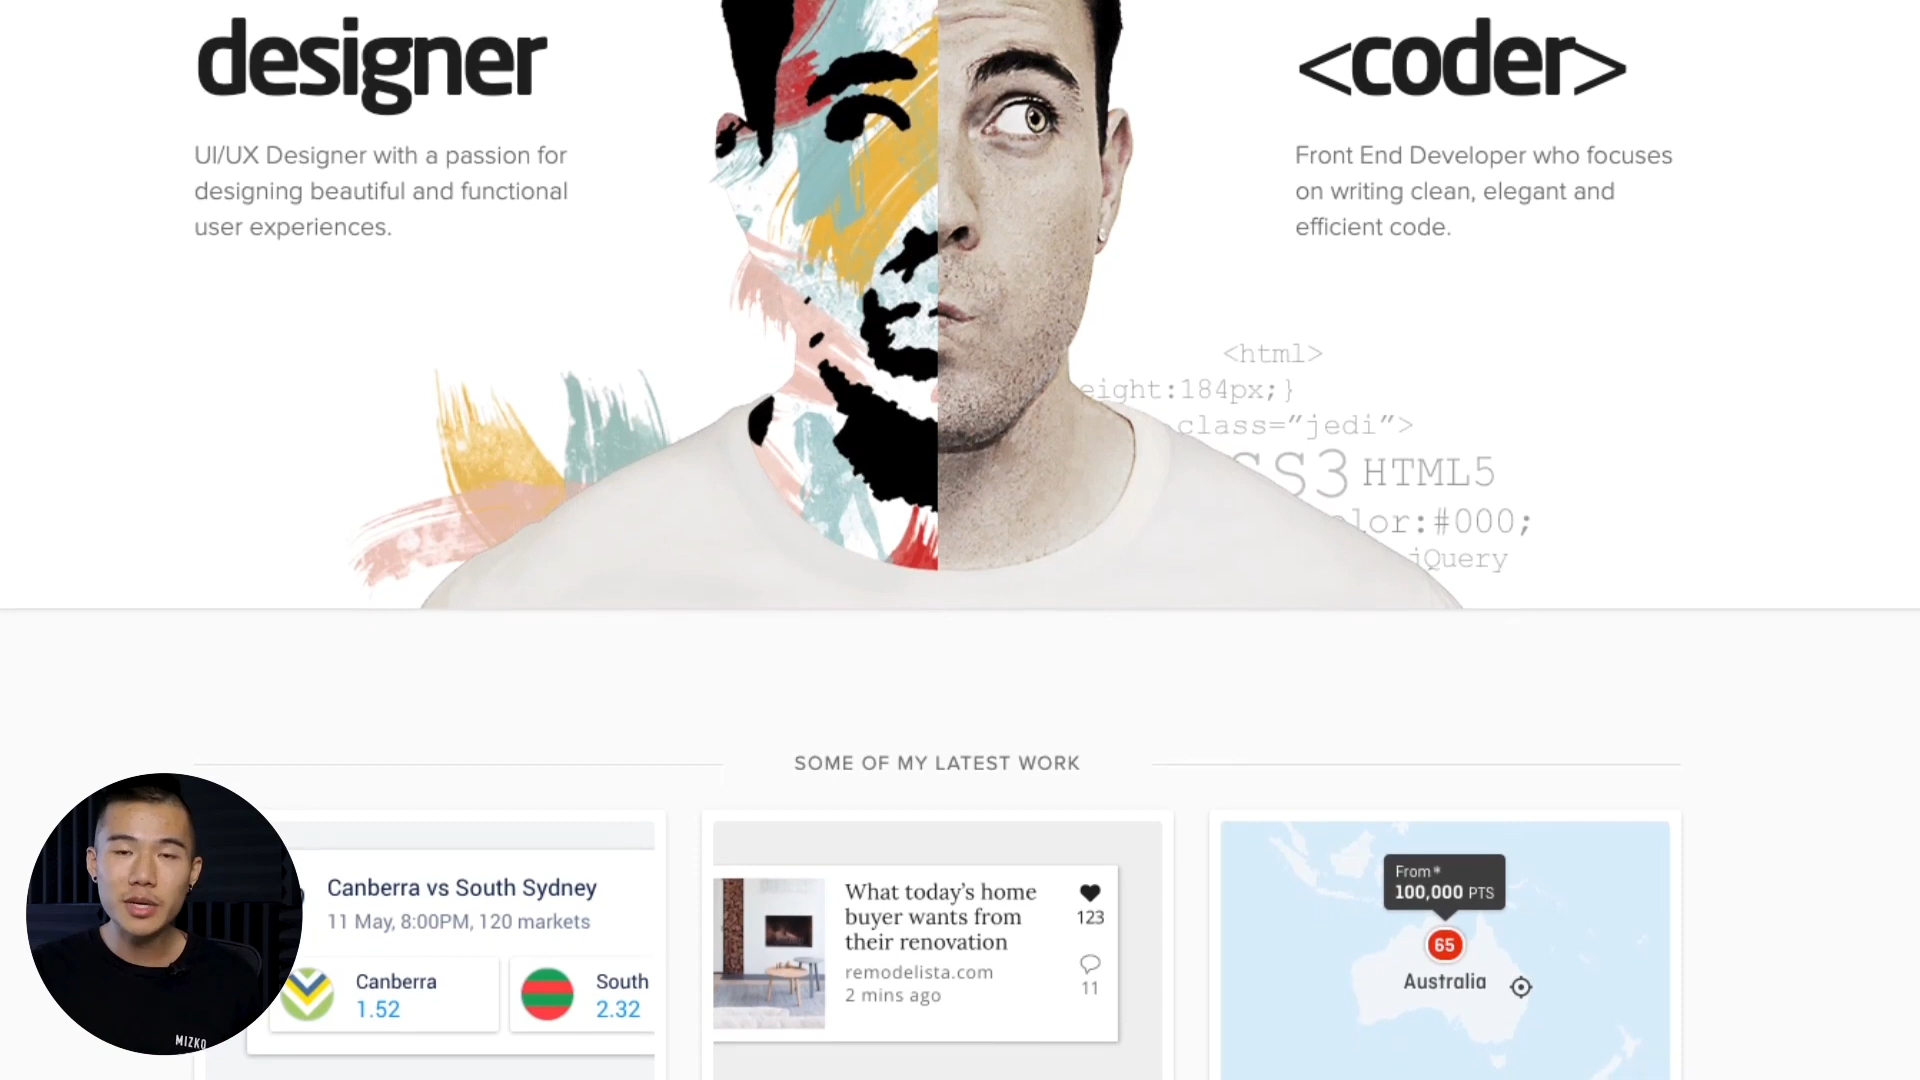 designer
<coder>
UI/UX Designer with a passion for
designing beautiful and functional
user experiences.
Front End Developer who focuses
on writing clean, elegant and
efficient code.
<html>
eight:184px;}
class="jedi">
SS3 HTML5
lor:#000;
jQuery
SOME OF MY LATEST WORK
Canberra vs South Sydney
11 May, 8:00PM, 120 markets
Canberra
1.52
South
2.32
What today's home
buyer wants from
their renovation
remodelista.com
2 mins ago
123
11
From*
100,000 PTS
65
Australia
MIZKO